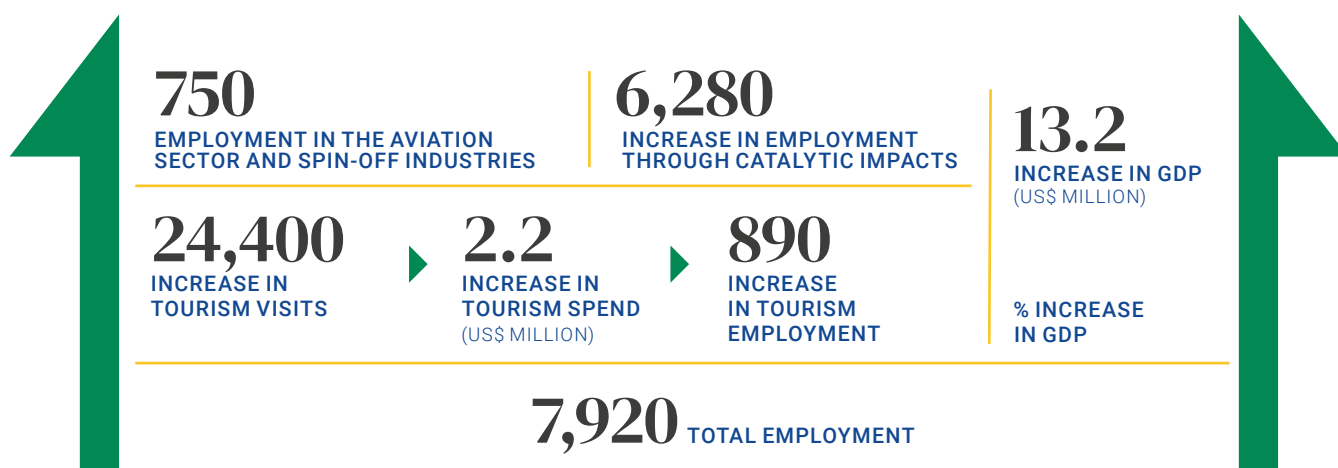 750
EMPLOYMENT IN THE AVIATION
SECTOR AND SPIN-OFF INDUSTRIES
6,280
INCREASE IN EMPLOYMENT
THROUGH CATALYTIC IMPACTS
13.2
INCREASE IN GDP
(US$ MILLION)
24,400
INCREASE IN
TOURISM VISITS
2.2
INCREASE IN
TOURISM SPEND
(US$ MILLION)
890
INCREASE
IN TOURISM
EMPLOYMENT
% INCREASE
IN GDP
7,920 TOTAL EMPLOYMENT